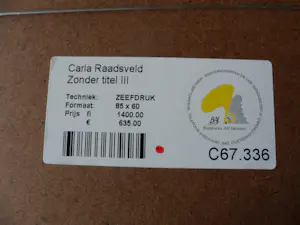 Carla Raadsveld
Zonder titel III
Techniek: ZEEFDRUK
Formaat: 85 x 60
Prijs fl 1400.00
€ 635.00
C67.336